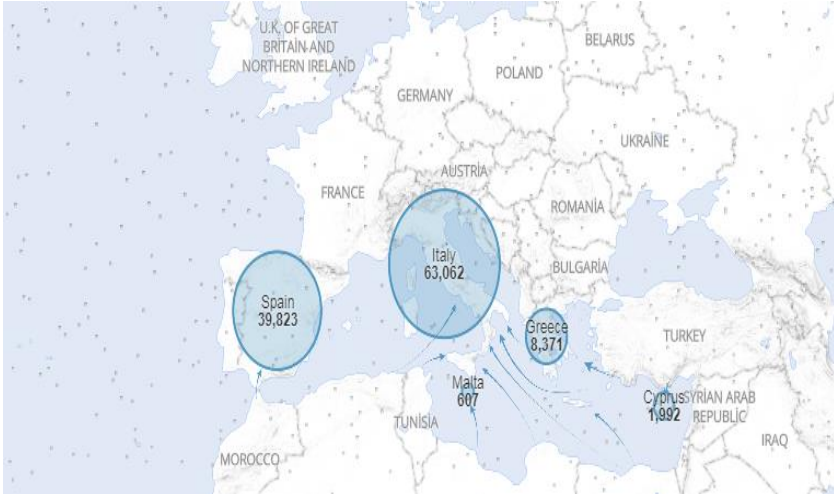 U.K. OF GREAT
BRITAIN AND
NORTHERN IRELAND
BELARUS
POLAND
GERMANY
UKRAINE
AUSTRIA
FRANCE
ROMANIA
BULGARIA
Italy
63,062
Spain
39,823
Greece
8,371
TURKEY
Malta
607
Cyprus
1,992
SYRIAN ARAB
REPUBLIC
TUNISIA
MOROCCO
IRAQ